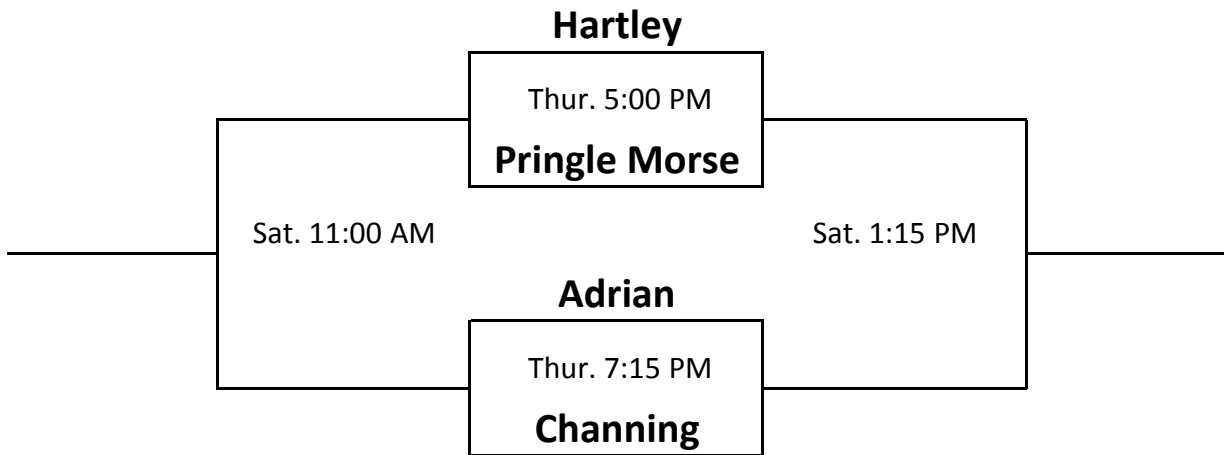 Hartley
Thur. 5:00 PM
Pringle Morse
Sat. 11:00 AM
Sat. 1:15 PM
Adrian
Thur. 7:15 PM
Channing